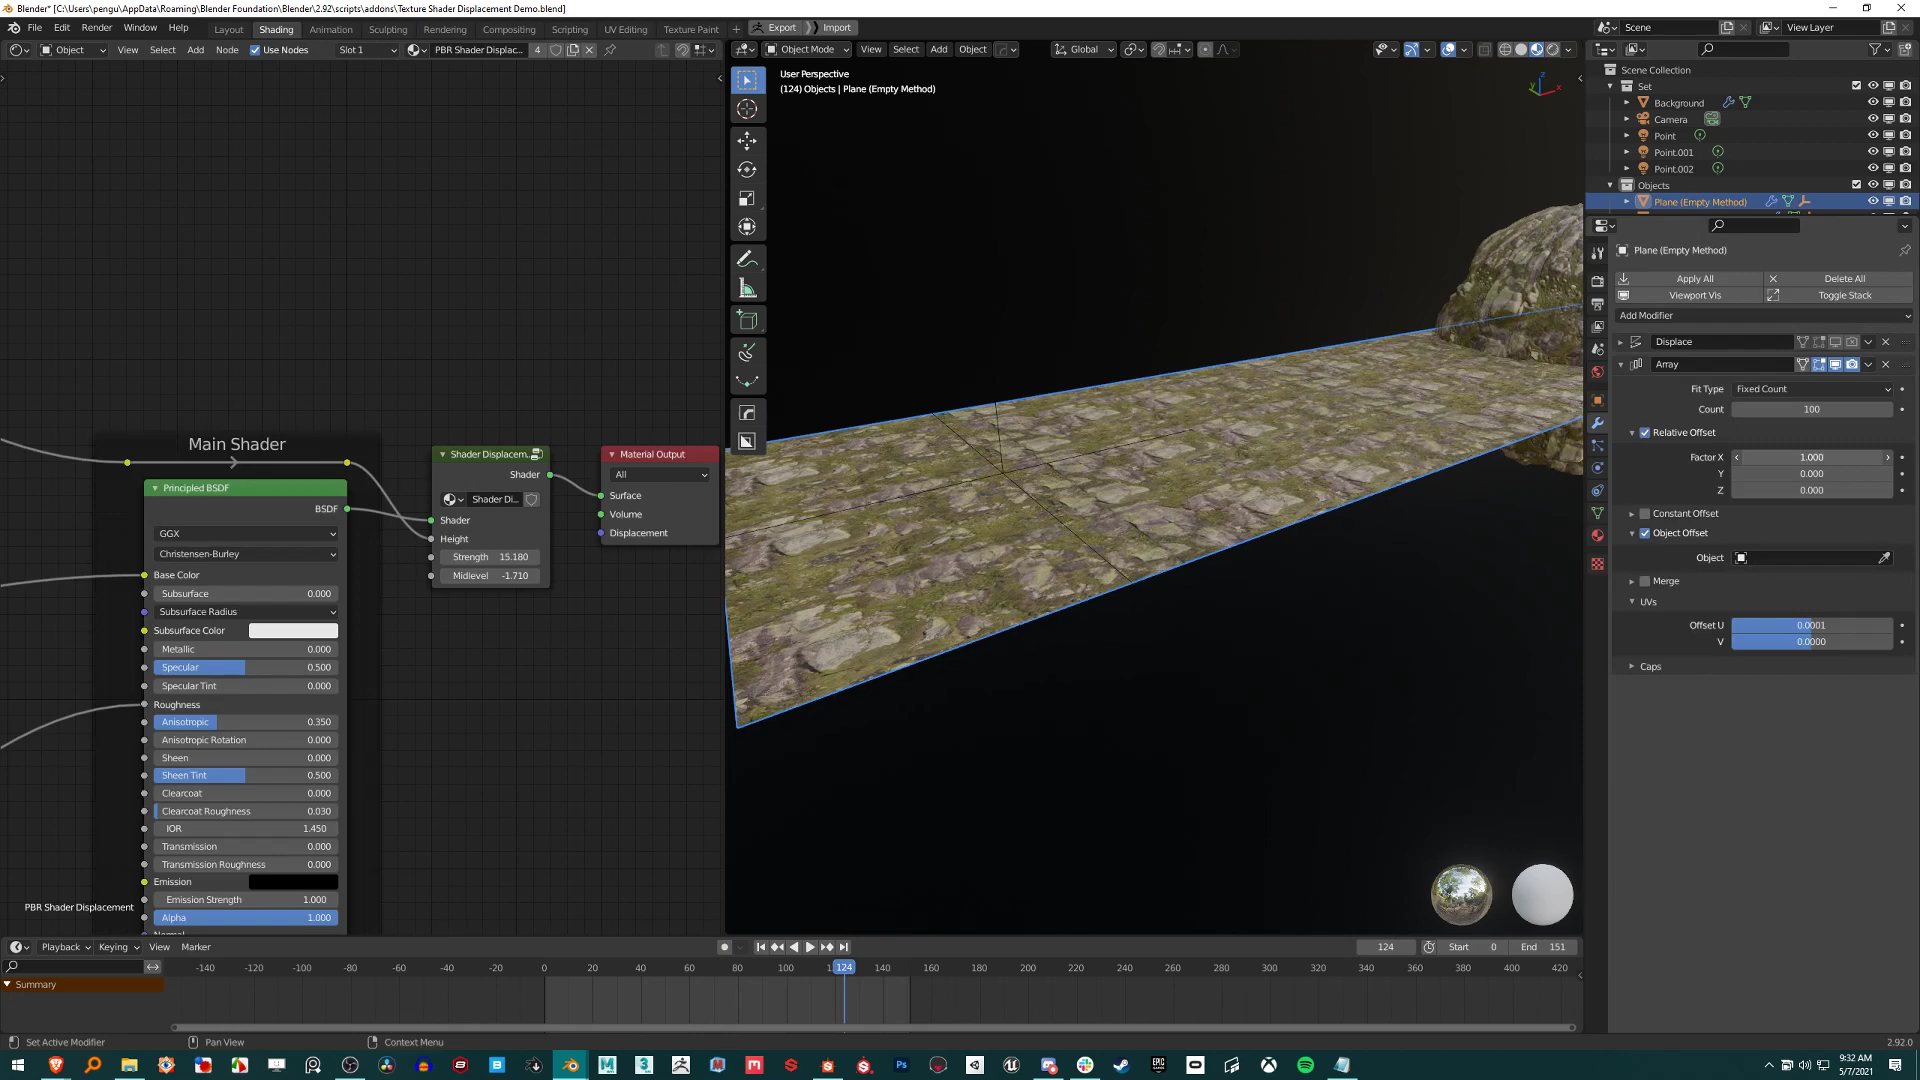 Blender* [C:\Users\pengu\AppData\Roaming\Blender Foundation\Blender\2.92\scripts\addons\Texture Shader Displacement Demo.blend]
File Edit Render Window Help Layout Shading Animation Sculpting Rendering Compositing Scripting UV Editing Texture Paint + Export Import Scene View Layer
Object View Select Add Node Use Nodes Slot 1 PBR Shader Displac... 4 Object Mode View Select Add Object Global
User Perspective
(124) Objects | Plane (Empty Method)
Z
X
Scene Collection
Set
Background
Camera
Point
Point.001
Point.002
Objects
Plane (Empty Method)
Plane (Empty Method)
Apply All Delete All
Viewport Vis Toggle Stack
Add Modifier
Displace
Array
Fit Type Fixed Count
Count 100
Relative Offset
Factor X 1.000
Y 0.000
Z 0.000
Constant Offset
Object Offset
Object
Merge
UVs
Offset U 0.0001
V 0.0000
Caps
Main Shader
Principled BSDF
BSDF
GGX
Christensen-Burley
Base Color
Subsurface 0.000
Subsurface Radius
Subsurface Color
Metallic 0.000
Specular 0.500
Specular Tint 0.000
Roughness
Anisotropic 0.350
Anisotropic Rotation 0.000
Sheen 0.000
Sheen Tint 0.500
Clearcoat 0.000
Clearcoat Roughness 0.030
IOR 1.450
Transmission 0.000
Transmission Roughness 0.000
Emission
Emission Strength 1.000
Alpha 1.000
Normal
Shader Displacem...
Shader
Shader Di...
Shader
Height
Strength 15.180
Midlevel -1.710
Material Output
All
Surface
Volume
Displacement
PBR Shader Displacement
Playback Keying View Marker 124 Start 0 End 151
-140 -120 -100 -80 -60 -40 -20 0 20 40 60 80 100 124 140 160 180 200 220 240 260 280 300 320 340 360 380 400 420
Summary
Set Active Modifier Pan View Context Menu 2.92.0
9:32 AM
5/7/2021